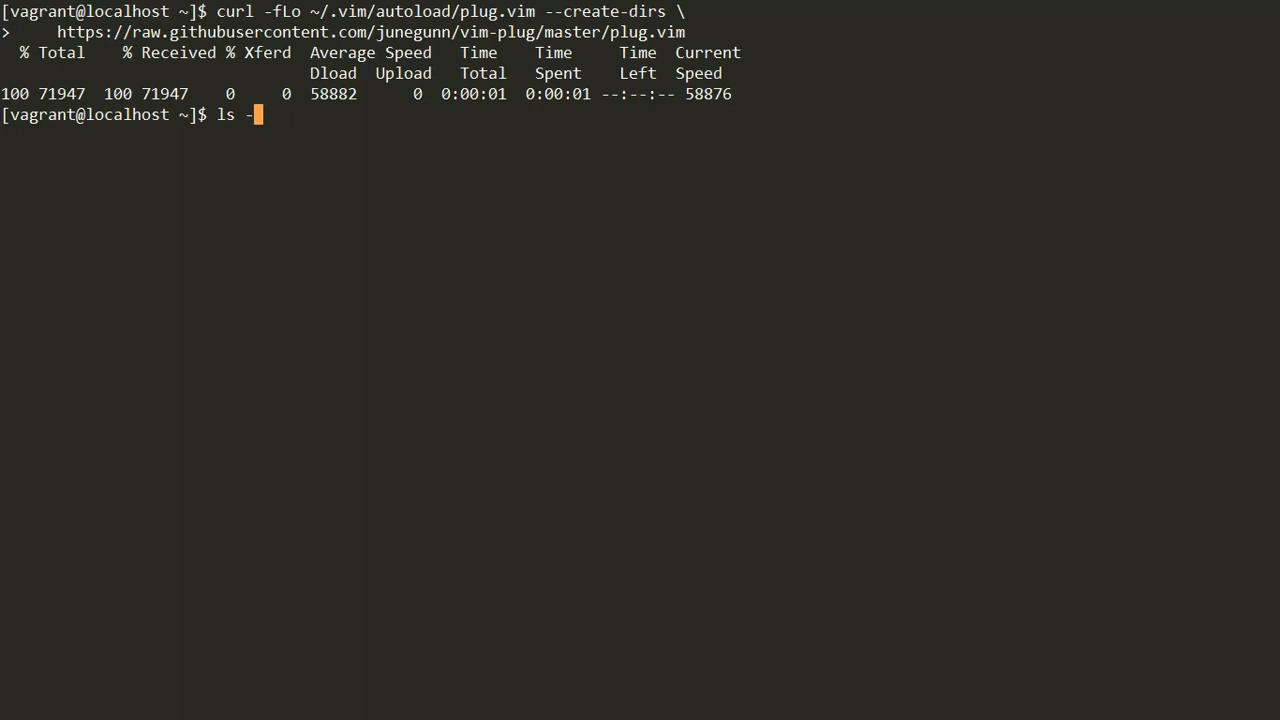 [vagrant@localhost ~]$ curl -fLo ~/.vim/autoload/plug.vim --create-dirs \
>     https://raw.githubusercontent.com/junegunn/vim-plug/master/plug.vim
  % Total    % Received % Xferd  Average Speed   Time    Time     Time  Current
                                 Dload  Upload   Total   Spent    Left  Speed
100 71947  100 71947    0     0  58882      0  0:00:01  0:00:01 --:--:-- 58876
[vagrant@localhost ~]$ ls -